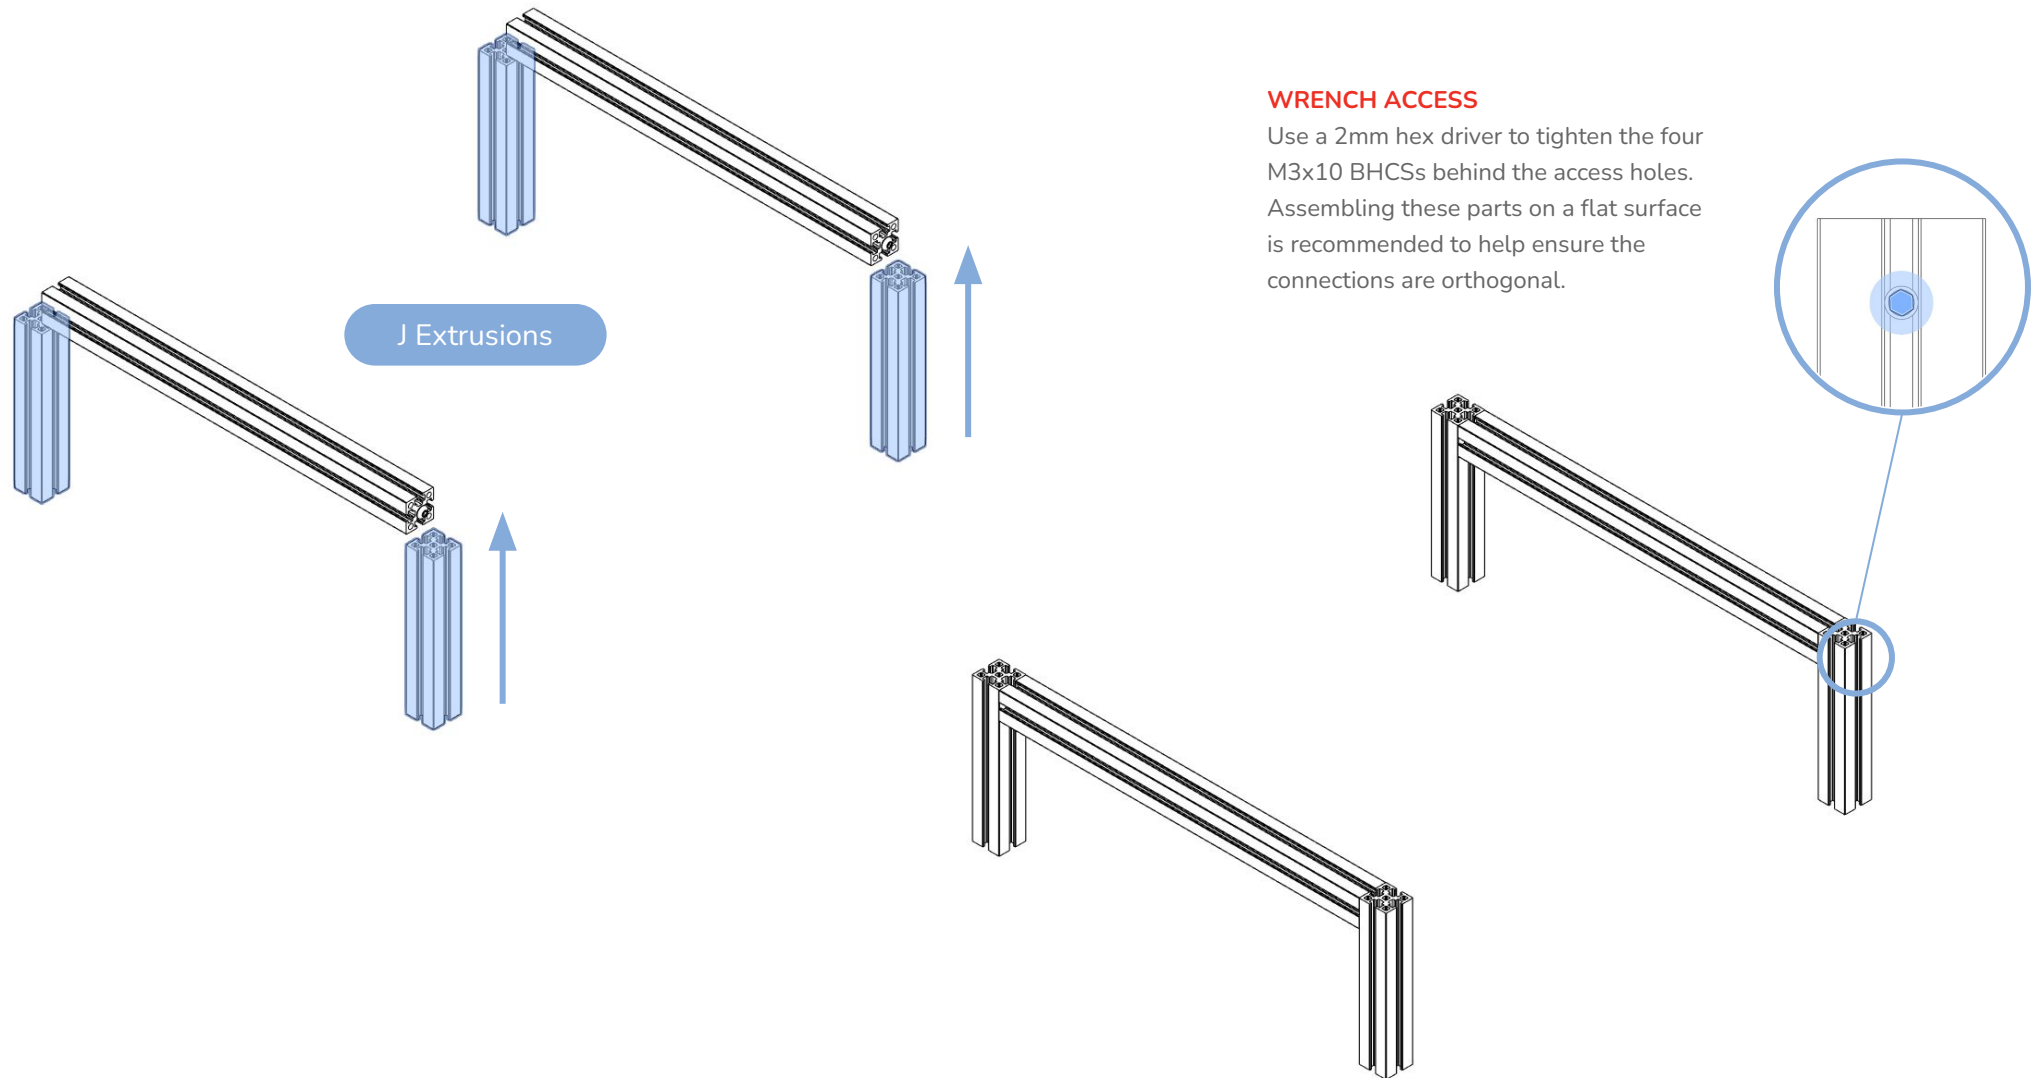 WRENCH ACCESS
Use a 2mm hex driver to tighten the four
M3x10 BHCSs behind the access holes.
Assembling these parts on a flat surface
is recommended to help ensure the
connections are orthogonal.
J Extrusions